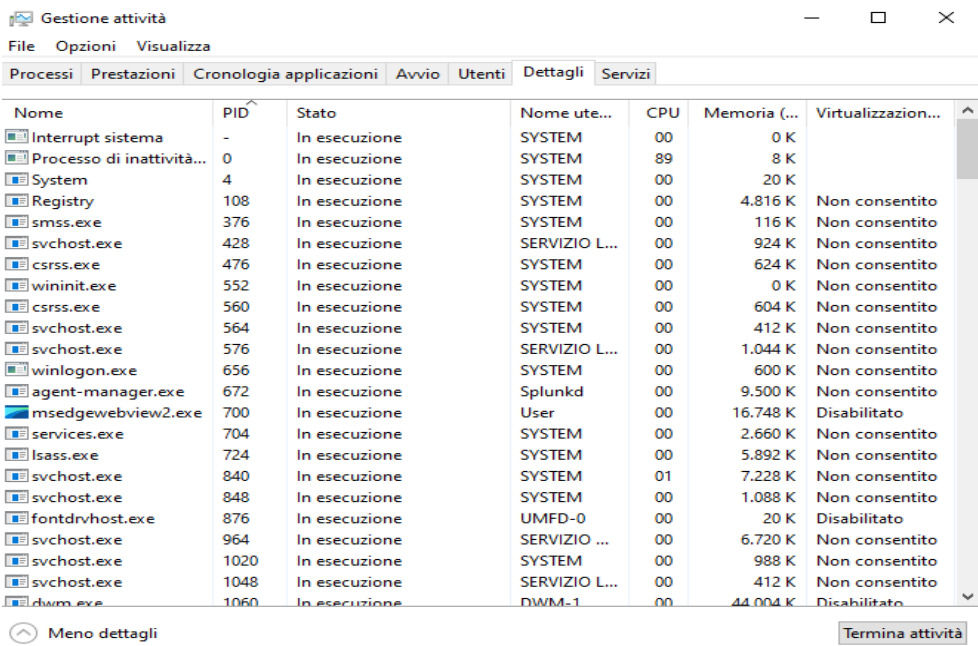 Gestione attività
File Opzioni Visualizza
Processi Prestazioni Cronologia applicazioni Avvio Utenti Dettagli Servizi
Nome PID Stato Nome ute... CPU Memoria (... Virtualizzazion...
Interrupt sistema - In esecuzione SYSTEM 00 0 K
Processo di inattività... 0 In esecuzione SYSTEM 89 8 K
System 4 In esecuzione SYSTEM 00 20 K
Registry 108 In esecuzione SYSTEM 00 4.816 K Non consentito
smss.exe 376 In esecuzione SYSTEM 00 116 K Non consentito
svchost.exe 428 In esecuzione SERVIZIO L... 00 924 K Non consentito
csrss.exe 476 In esecuzione SYSTEM 00 624 K Non consentito
wininit.exe 552 In esecuzione SYSTEM 00 0 K Non consentito
csrss.exe 560 In esecuzione SYSTEM 00 604 K Non consentito
svchost.exe 564 In esecuzione SYSTEM 00 412 K Non consentito
svchost.exe 576 In esecuzione SERVIZIO L... 00 1.044 K Non consentito
winlogon.exe 656 In esecuzione SYSTEM 00 600 K Non consentito
agent-manager.exe 672 In esecuzione Splunkd 00 9.500 K Non consentito
msedgewebview2.exe 700 In esecuzione User 00 16.748 K Disabilitato
services.exe 704 In esecuzione SYSTEM 00 2.660 K Non consentito
lsass.exe 724 In esecuzione SYSTEM 00 5.892 K Non consentito
svchost.exe 840 In esecuzione SYSTEM 01 7.228 K Non consentito
svchost.exe 848 In esecuzione SYSTEM 00 1.088 K Non consentito
fontdrvhost.exe 876 In esecuzione UMFD-0 00 20 K Disabilitato
svchost.exe 964 In esecuzione SERVIZIO ... 00 6.720 K Non consentito
svchost.exe 1020 In esecuzione SYSTEM 00 988 K Non consentito
svchost.exe 1048 In esecuzione SERVIZIO L... 00 412 K Non consentito
dwm.exe 1060 In esecuzione DWM-1 00 44.004 K Disabilitato
Meno dettagli Termina attività